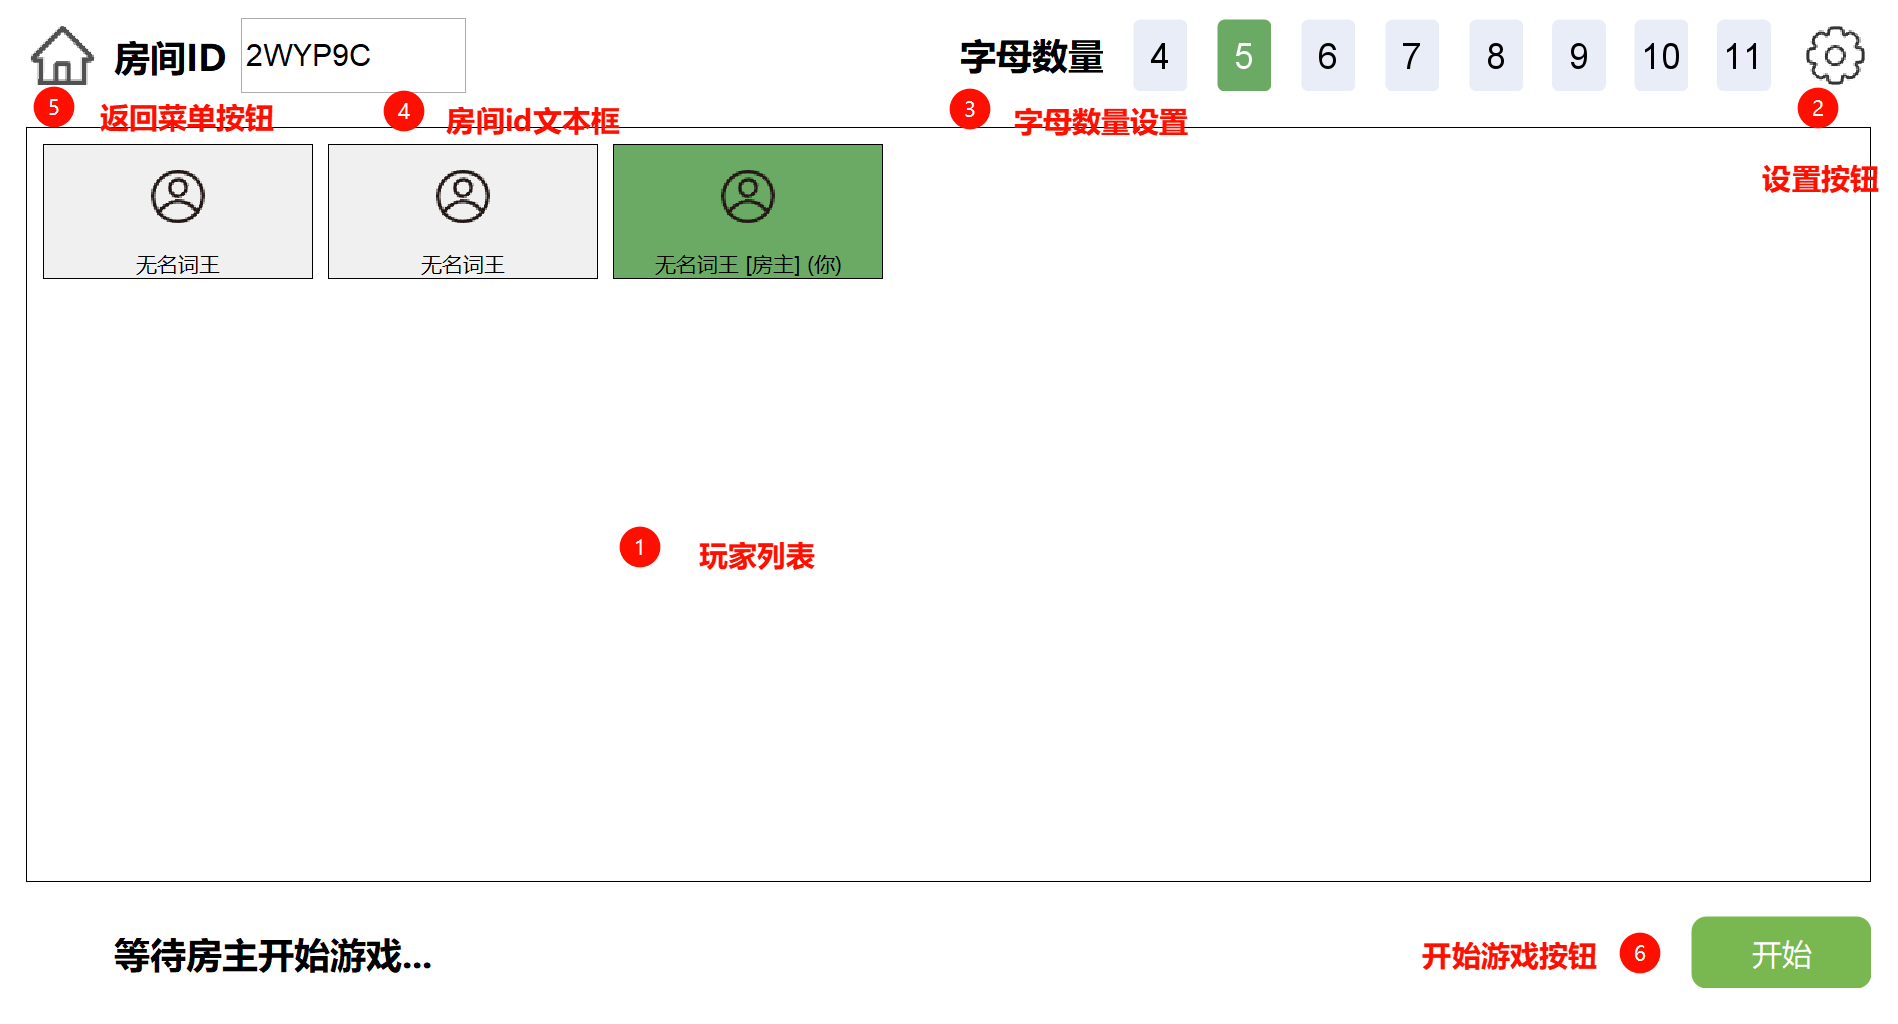 房间ID
2WYP9C
字母数量
4
5
6
7
8
9
10
11
5
返回菜单按钮
4
房间id文本框
3
字母数量设置
2
设置按钮
无名词王
无名词王
无名词王 [房主] (你)
1
玩家列表
等待房主开始游戏...
开始游戏按钮
6
开始